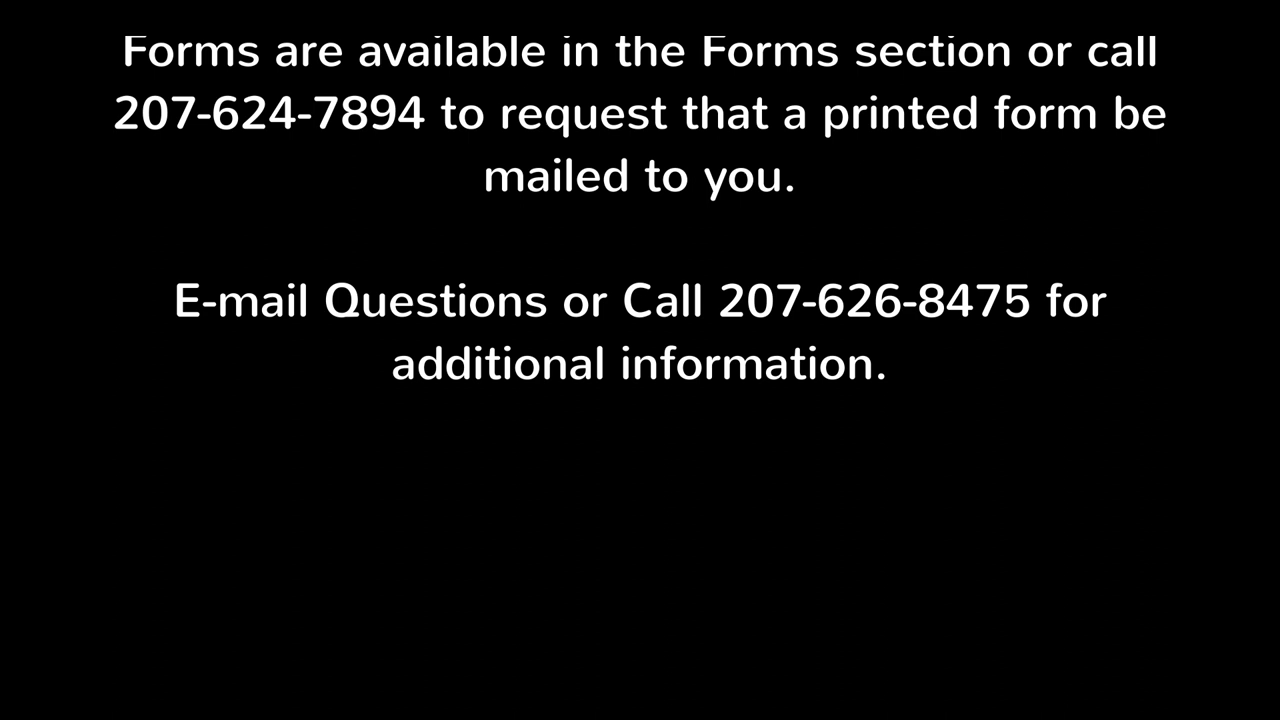 Forms are available in the Forms section or call
207-624-7894 to request that a printed form be
mailed to you.
E-mail Questions or Call 207-626-8475 for
additional information.